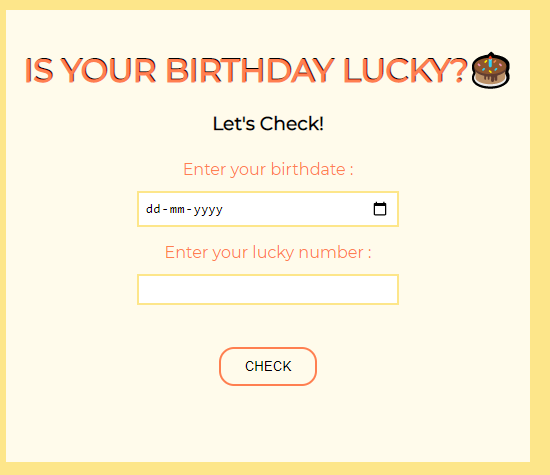 IS YOUR BIRTHDAY LUCKY?
Let's Check!
Enter your birthdate :
dd-mm-yyyy
Enter your lucky number :
CHECK